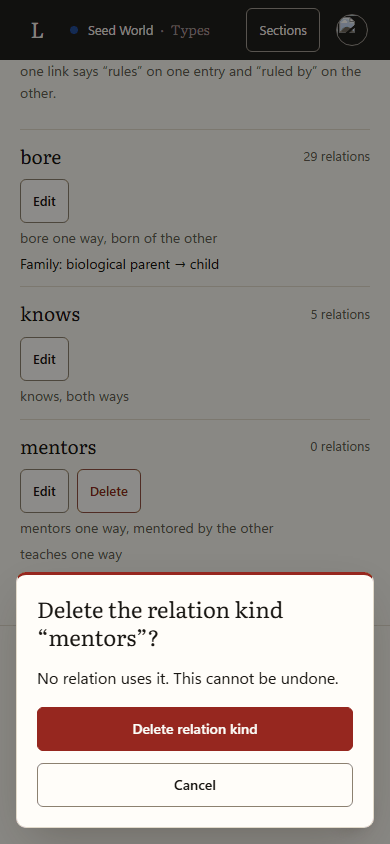 L
Seed World · Types
Sections
one link says “rules” on one entry and “ruled by” on the
other.
bore
29 relations
Edit
bore one way, born of the other
Family: biological parent → child
knows
5 relations
Edit
knows, both ways
mentors
0 relations
Edit
Delete
mentors one way, mentored by the other
teaches one way
Delete the relation kind
“mentors”?
No relation uses it. This cannot be undone.
Delete relation kind
Cancel